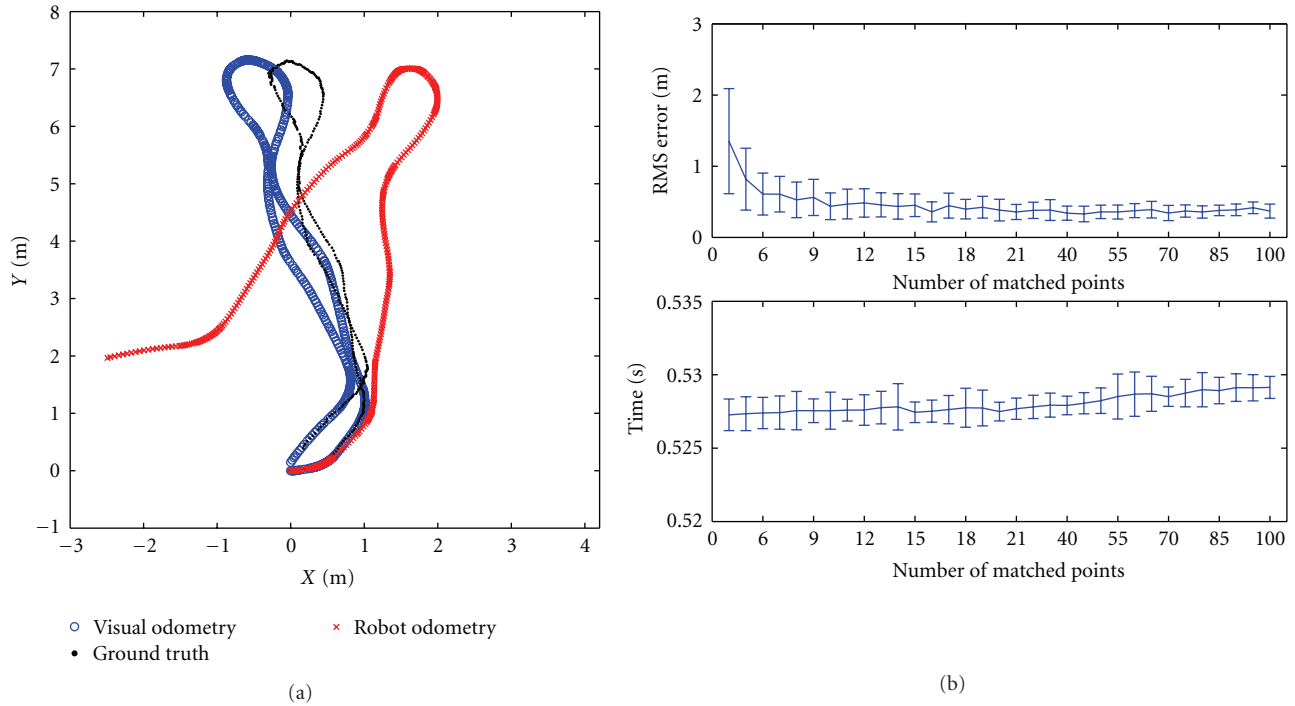 8
7
6
5
4
3
2
1
0
−1
Y (m)
−3 −2 −1 0 1 2 3 4
X (m)
Visual odometry
Ground truth
Robot odometry
(a)
3
2
1
0
RMS error (m)
0 6 9 12 15 18 21 40 55 70 85 100
Number of matched points
0.535
0.53
0.525
0.52
Time (s)
0 6 9 12 15 18 21 40 55 70 85 100
Number of matched points
(b)